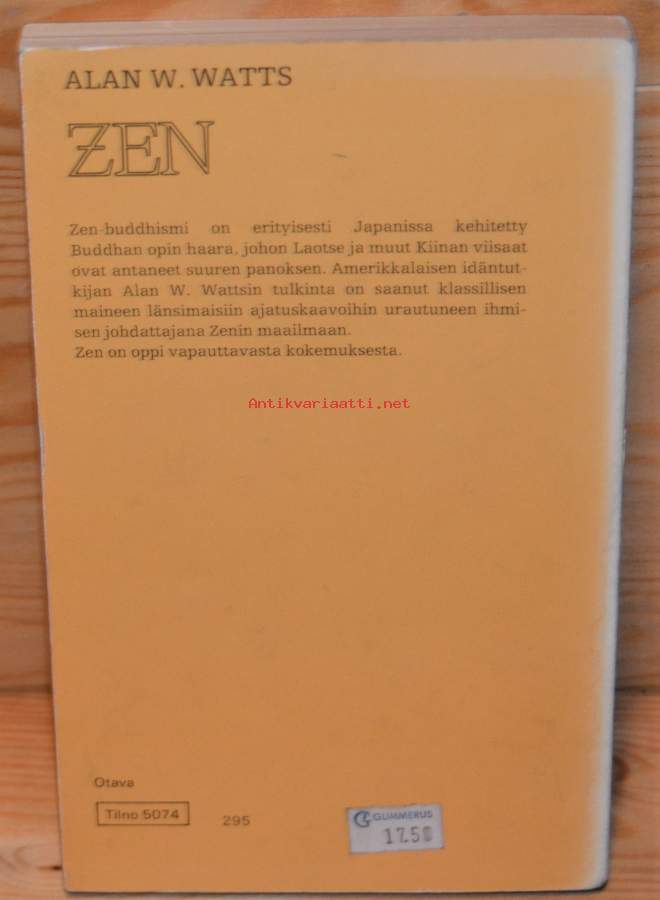 ALAN W. WATTS
ZEN
Zen-buddhismi on erityisesti Japanissa kehitetty
Buddhan opin haara, johon Laotse ja muut Kiinan viisaat
ovat antaneet suuren panoksen. Amerikkalaisen idäntut-
kijan Alan W. Wattsin tulkinta on saanut klassillisen
maineen länsimaisiin ajatuskaavoihin urautuneen ihmi-
sen johdattajana Zenin maailmaan.
Zen on oppi vapauttavasta kokemuksesta.
Antikvariaatti.net
Otava
Tilno 5074
295
GUMMERUS
17.50